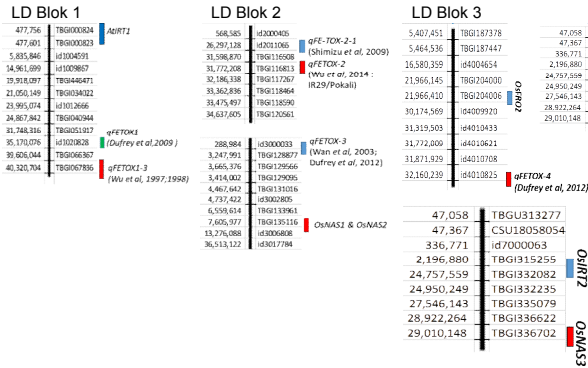 LD Blok 1
477,756 TBGI000824 AtIRT1
477,601 TBGI000823
5,835,846 id1004591
14,961,699 id1009867
19,918,097 TBGI446471
21,050,149 TBGI034022
23,995,074 id1012666
24,867,842 TBGI040944
31,748,316 TBGI051917
qFETOX1
35,170,076 id1020828
(Dufrey et al,2009 )
39,606,044 TBGI066367
40,320,704 TBGI067836
qFETOX1-3
(Wu et al, 1997;1998)
LD Blok 2
568,585 id2000405
26,297,128 id2011065
31,598,870 TBGI116508
31,772,208 TBGI116781
32,186,338 TBGI117267
33,362,836 TBGI118464
33,475,497 TBGI118590
34,637,605 TBGI120561
qFE-TOX-2-1
(Shimizu et al, 2009)
qFETOX-2
(Wu et al, 2014 :
IR29/Pokali)
288,984 id3000033
3,247,991 TBGI128877
3,665,376 TBGI129566
3,414,002 TBGI129095
4,467,642 TBGI131016
4,737,422 id3002805
6,559,614 TBGI133961
7,605,977 TBGI135116
13,276,088 id3006808
36,513,122 id3017784
qFETOX-3
(Wan et al, 2003;
Dufrey et al, 2012)
OsNAS1 & OsNAS2
LD Blok 3
5,407,451 TBGI187378
5,464,536 TBGI187447
16,580,359 id4004654
21,966,145 TBGI204000
21,966,410 TBGI204006
30,174,569 id4009920
31,319,503 id4010433
31,772,009 id4010621
31,871,929 id4010708
32,160,239 id4010825
OsFRO2
qFETOX-4
(Dufrey et al, 2012)
47,058
47,367
336,771
2,196,880
24,757,559
24,950,249
27,546,143
28,922,264
29,010,148
47,058 TBGU313277
47,367 CSU18058054
336,771 id7000063
2,196,880 TBGI315255
24,757,559 TBGI332082
24,950,249 TBGI332235
27,546,143 TBGI335079
28,922,264 TBGI336622
29,010,148 TBGI336702
OsIRT2
OsNAS3